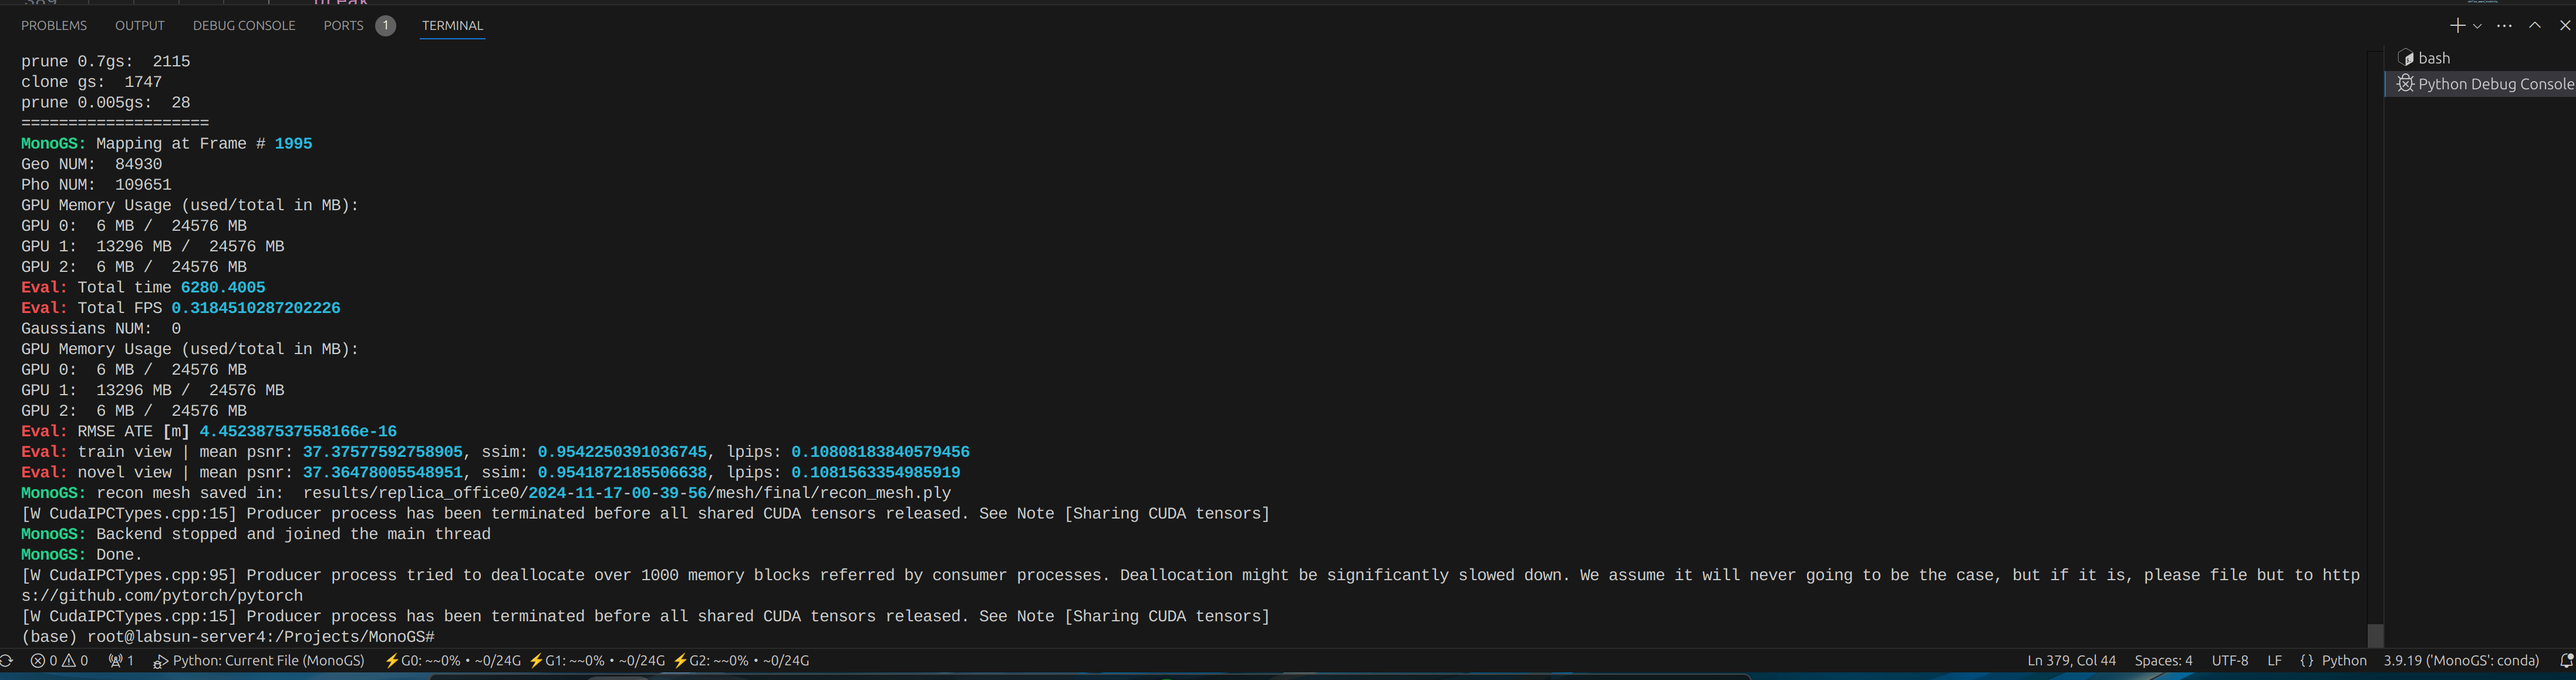 break
PROBLEMS OUTPUT DEBUG CONSOLE PORTS 1 TERMINAL
prune 0.7gs:  2115
clone gs:  1747
prune 0.005gs:  28
====================
MonoGS: Mapping at Frame # 1995
Geo NUM:  84930
Pho NUM:  109651
GPU Memory Usage (used/total in MB):
GPU 0:  6 MB /  24576 MB
GPU 1:  13296 MB /  24576 MB
GPU 2:  6 MB /  24576 MB
Eval: Total time 6280.4005
Eval: Total FPS 0.3184510287202226
Gaussians NUM:  0
GPU Memory Usage (used/total in MB):
GPU 0:  6 MB /  24576 MB
GPU 1:  13296 MB /  24576 MB
GPU 2:  6 MB /  24576 MB
Eval: RMSE ATE [m] 4.452387537558166e-16
Eval: train view | mean psnr: 37.37577592758905, ssim: 0.9542250391036745, lpips: 0.10808183840579456
Eval: novel view | mean psnr: 37.36478005548951, ssim: 0.9541872185506638, lpips: 0.1081563354985919
MonoGS: recon mesh saved in:  results/replica_office0/2024-11-17-00-39-56/mesh/final/recon_mesh.ply
[W CudaIPCTypes.cpp:15] Producer process has been terminated before all shared CUDA tensors released. See Note [Sharing CUDA tensors]
MonoGS: Backend stopped and joined the main thread
MonoGS: Done.
[W CudaIPCTypes.cpp:95] Producer process tried to deallocate over 1000 memory blocks referred by consumer processes. Deallocation might be significantly slowed down. We assume it will never going to be the case, but if it is, please file but to http
s://github.com/pytorch/pytorch
[W CudaIPCTypes.cpp:15] Producer process has been terminated before all shared CUDA tensors released. See Note [Sharing CUDA tensors]
(base) root@labsun-server4:/Projects/MonoGS#
bash
Python Debug Console
0 0 1 Python: Current File (MonoGS) ⚡G0: ~~0% • ~0/24G ⚡G1: ~~0% • ~0/24G ⚡G2: ~~0% • ~0/24G Ln 379, Col 44 Spaces: 4 UTF-8 LF {} Python 3.9.19 ('MonoGS': conda)